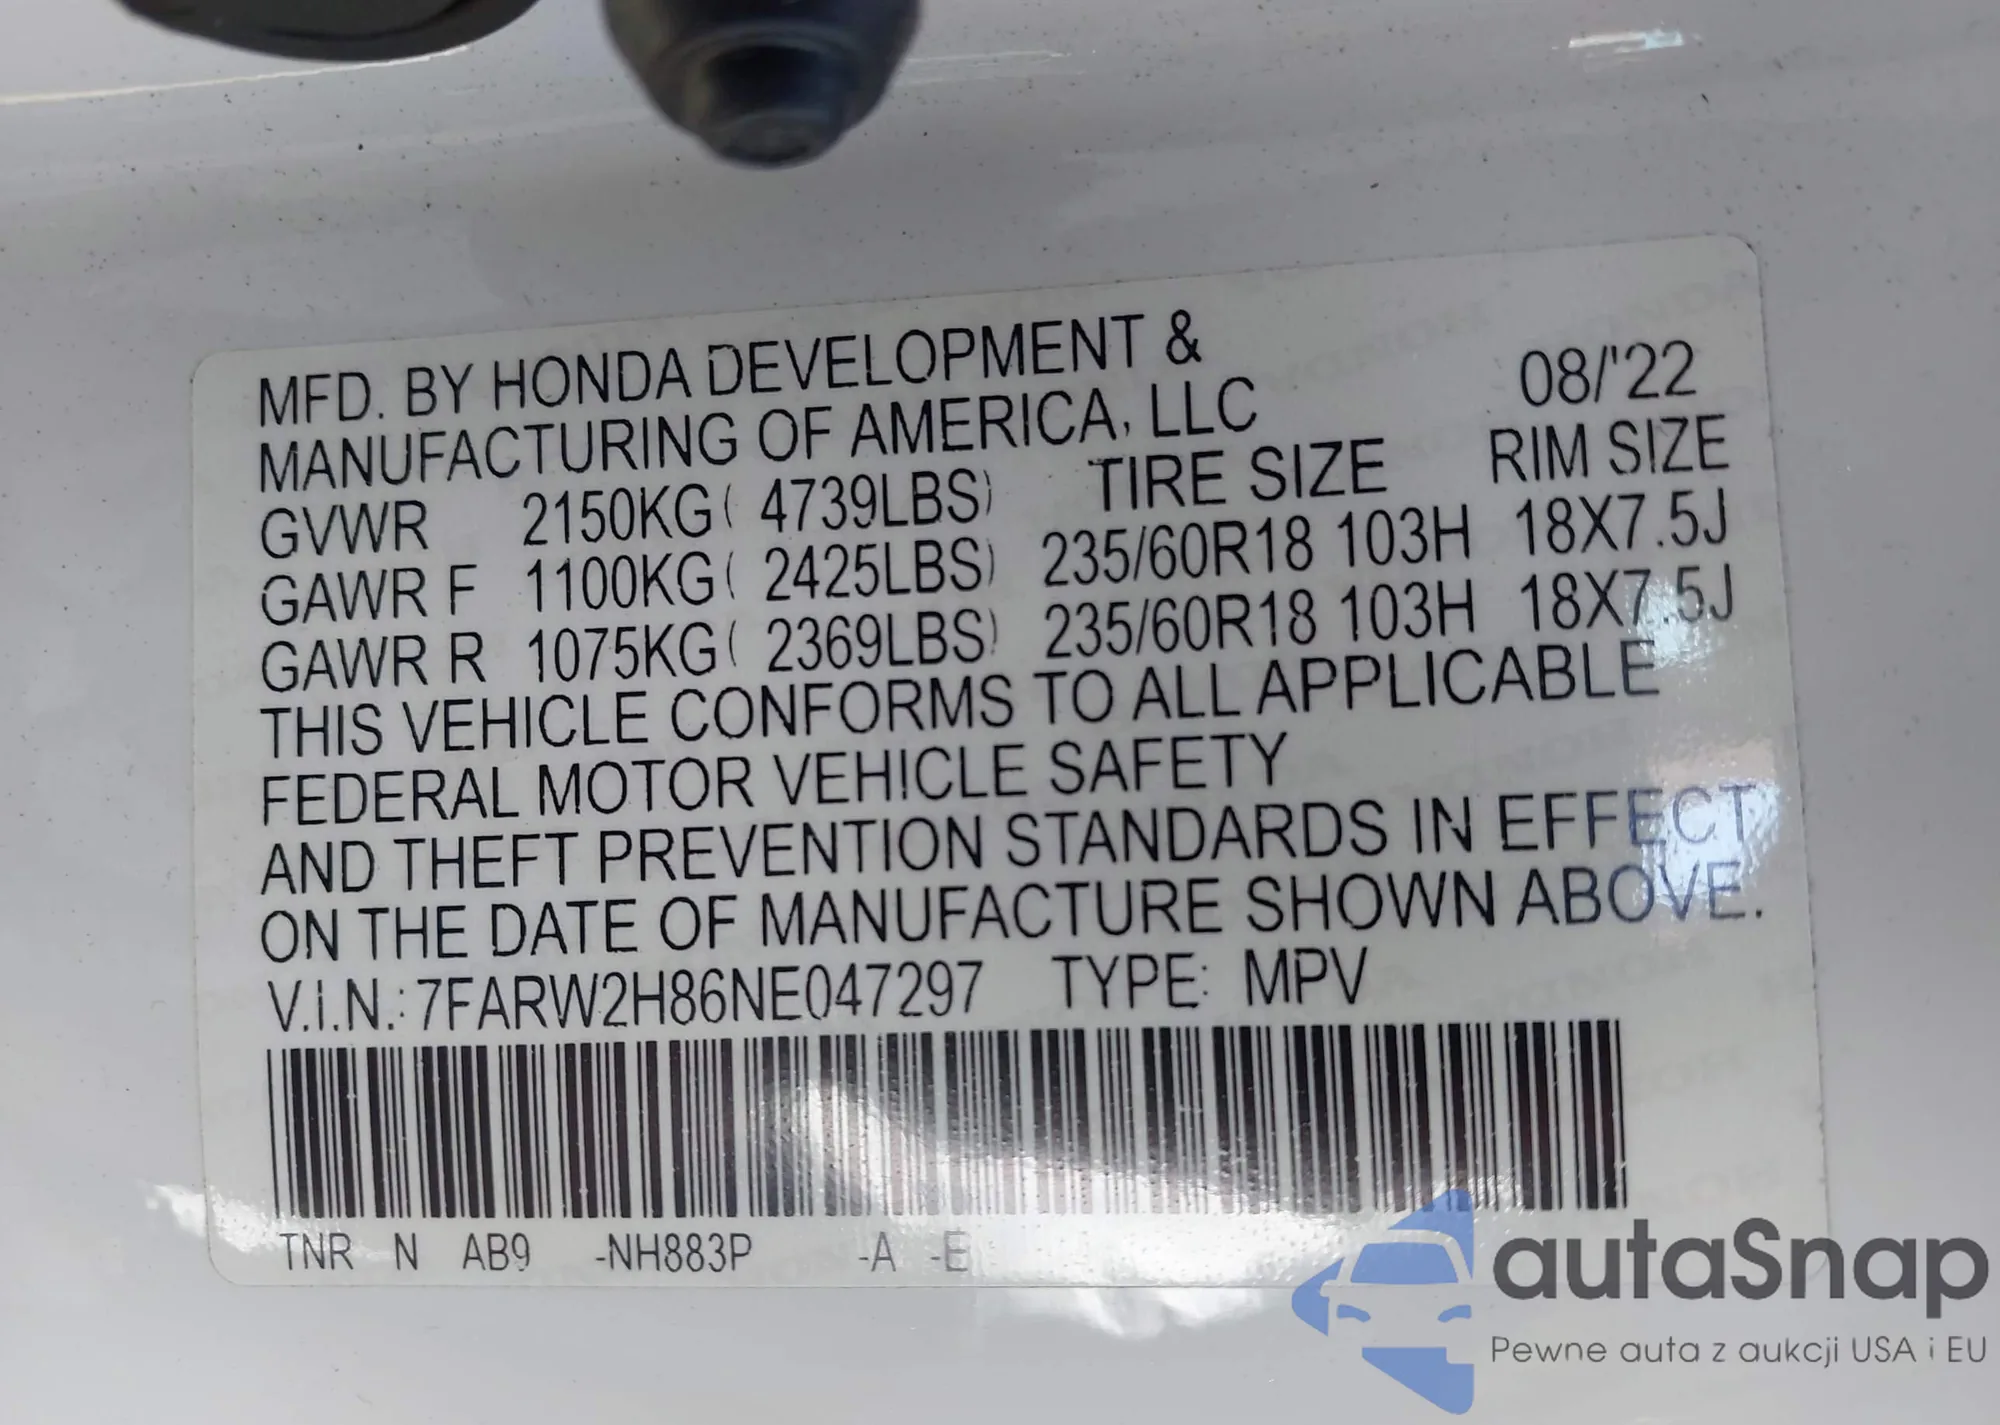 MFD. BY HONDA DEVELOPMENT &
MANUFACTURING OF AMERICA, LLC 08/'22
GVWR 2150KG( 4739LBS) TIRE SIZE RIM SIZE
GAWR F 1100KG( 2425LBS) 235/60R18 103H 18X7.5J
GAWR R 1075KG( 2369LBS) 235/60R18 103H 18X7.5J
THIS VEHICLE CONFORMS TO ALL APPLICABLE
FEDERAL MOTOR VEHICLE SAFETY
AND THEFT PREVENTION STANDARDS IN EFFECT
ON THE DATE OF MANUFACTURE SHOWN ABOVE.
V.I.N.: 7FARW2H86NE047297 TYPE: MPV
TNR N AB9 -NH883P -A -E
autaSnap
Pewne auta z aukcji USA i EU